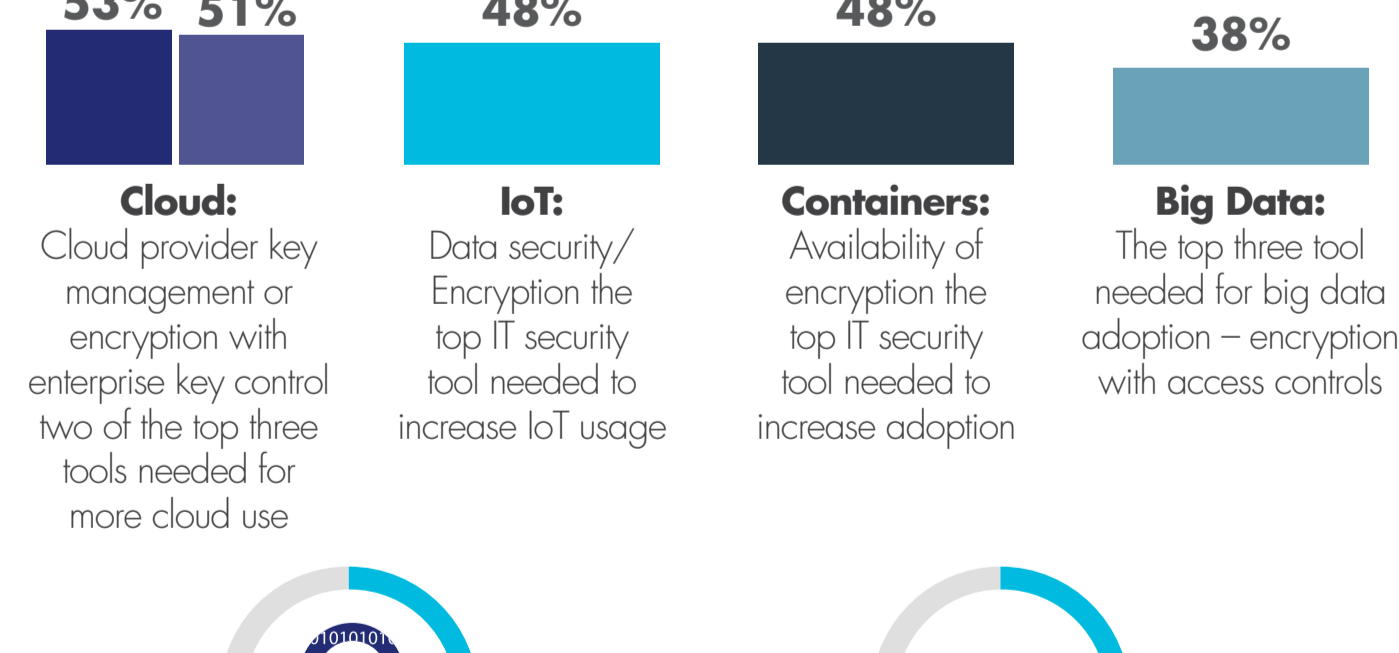 53% 51%
48%
48%
38%
Cloud:
Cloud provider key
management or
encryption with
enterprise key control
two of the top three
tools needed for
more cloud use
IoT:
Data security/
Encryption the
top IT security
tool needed to
increase IoT usage
Containers:
Availability of
encryption the
top IT security
tool needed to
increase adoption
Big Data:
The top three tool
needed for big data
adoption – encryption
with access controls
01010101